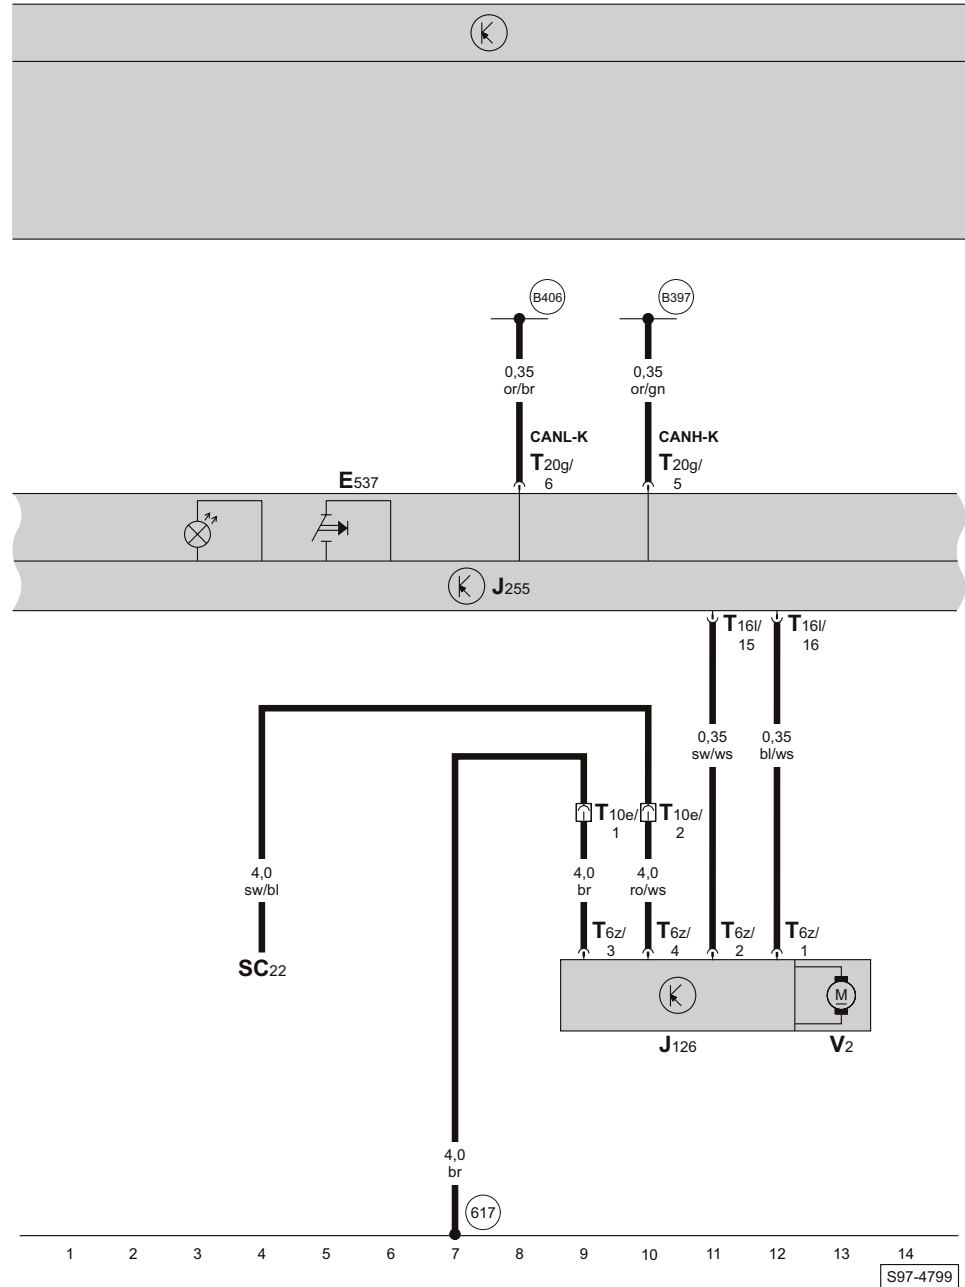 B406
B397
0,35
or/br
0,35
or/gn
CANL-K
CANH-K
T20g/
6
T20g/
5
E537
J255
T16l/
15
T16l/
16
0,35
sw/ws
0,35
bl/ws
T10e/
1
T10e/
2
4,0
sw/bl
4,0
br
4,0
ro/ws
SC22
T6z/
3
T6z/
4
T6z/
2
T6z/
1
M
J126
V2
4,0
br
617
1 2 3 4 5 6 7 8 9 10 11 12 13 14
S97-4799